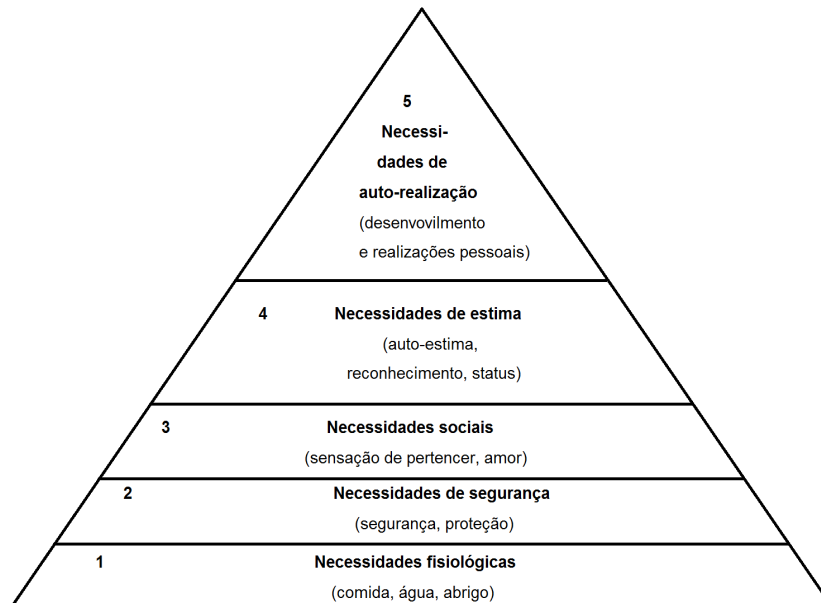 5
Necessi-
dades de
auto-realização
(desenvovilmento
e realizações pessoais)
4 Necessidades de estima
(auto-estima,
reconhecimento, status)
3 Necessidades sociais
(sensação de pertencer, amor)
2 Necessidades de segurança
(segurança, proteção)
1 Necessidades fisiológicas
(comida, água, abrigo)